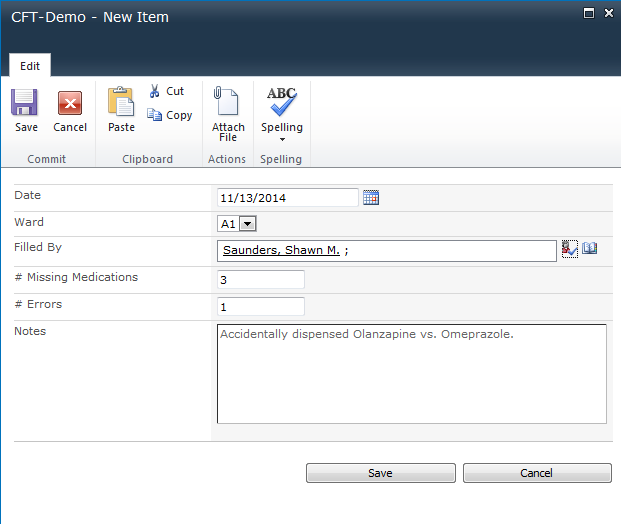 CFT-Demo - New Item
Edit
Save
Cancel
Paste
Cut
Copy
Attach File
ABC
Spelling
Commit
Clipboard
Actions
Spelling
Date
11/13/2014
Ward
A1
Filled By
Saunders, Shawn M. ;
# Missing Medications
3
# Errors
1
Notes
Accidentally dispensed Olanzapine vs. Omeprazole.
Save
Cancel